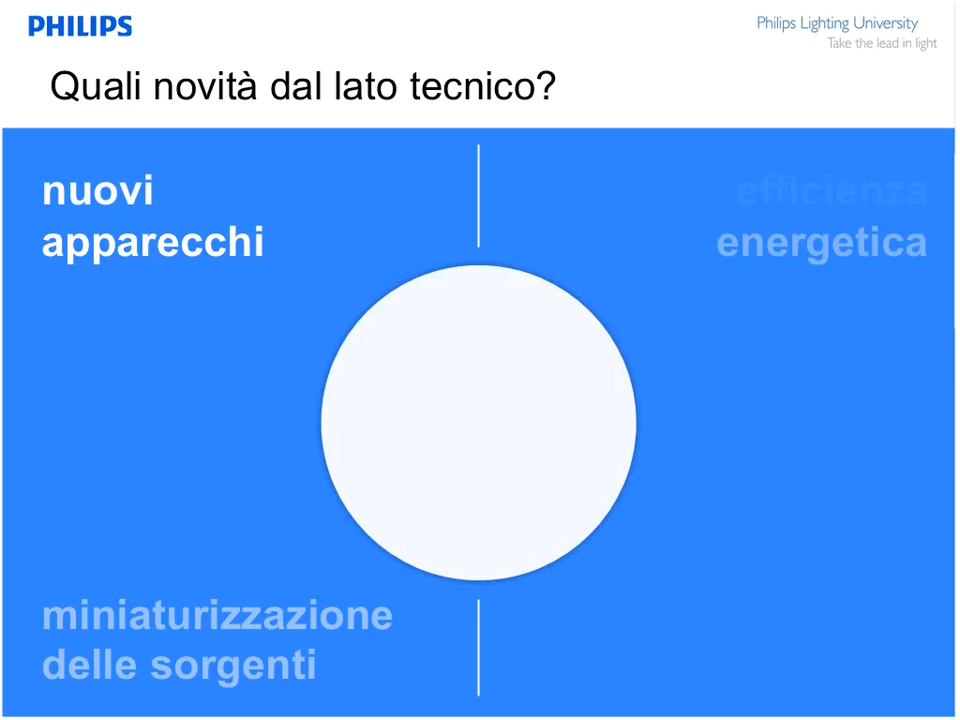 PHILIPS
Philips Lighting University
Take the lead in light
Quali novità dal lato tecnico?
nuovi
apparecchi
efficienza
energetica
miniaturizzazione
delle sorgenti